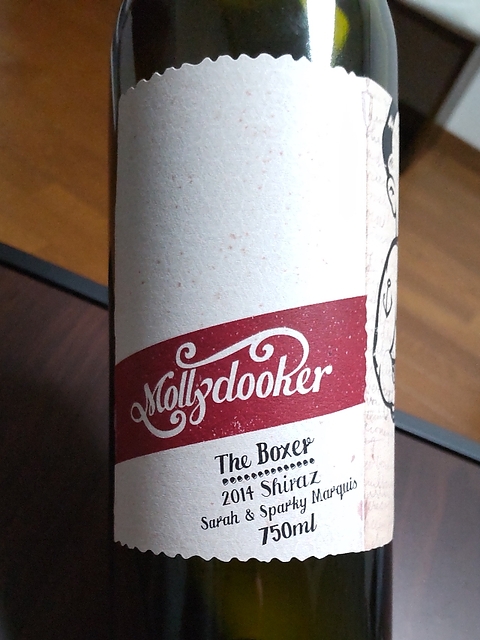 Mollydooker
The Boxer
2014 Shiraz
Sarah & Sparky Marquis
750ml